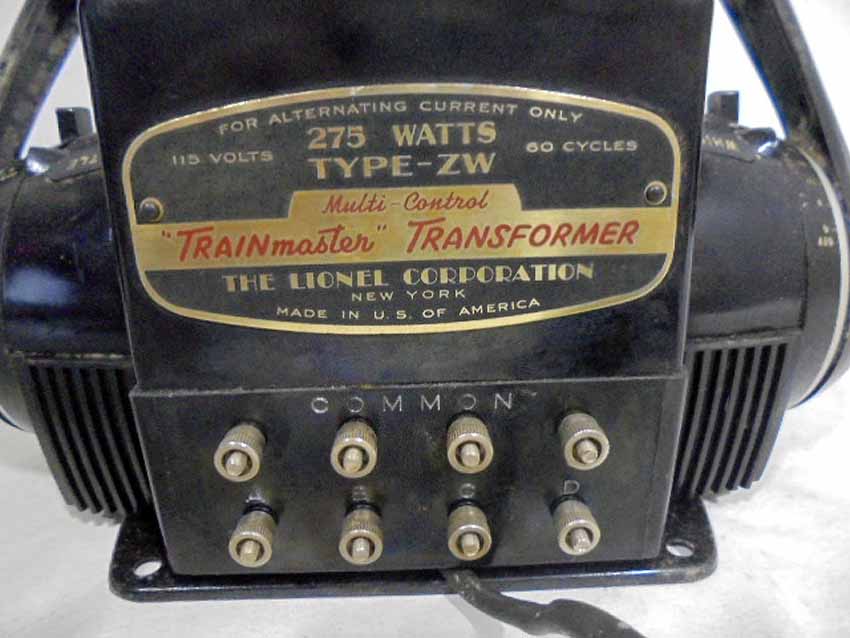 FOR ALTERNATING CURRENT ONLY
115 VOLTS 275 WATTS 60 CYCLES
TYPE-ZW
Multi-Control
"TRAINmaster" TRANSFORMER
THE LIONEL CORPORATION
NEW YORK
MADE IN U.S. OF AMERICA
COMMON
D